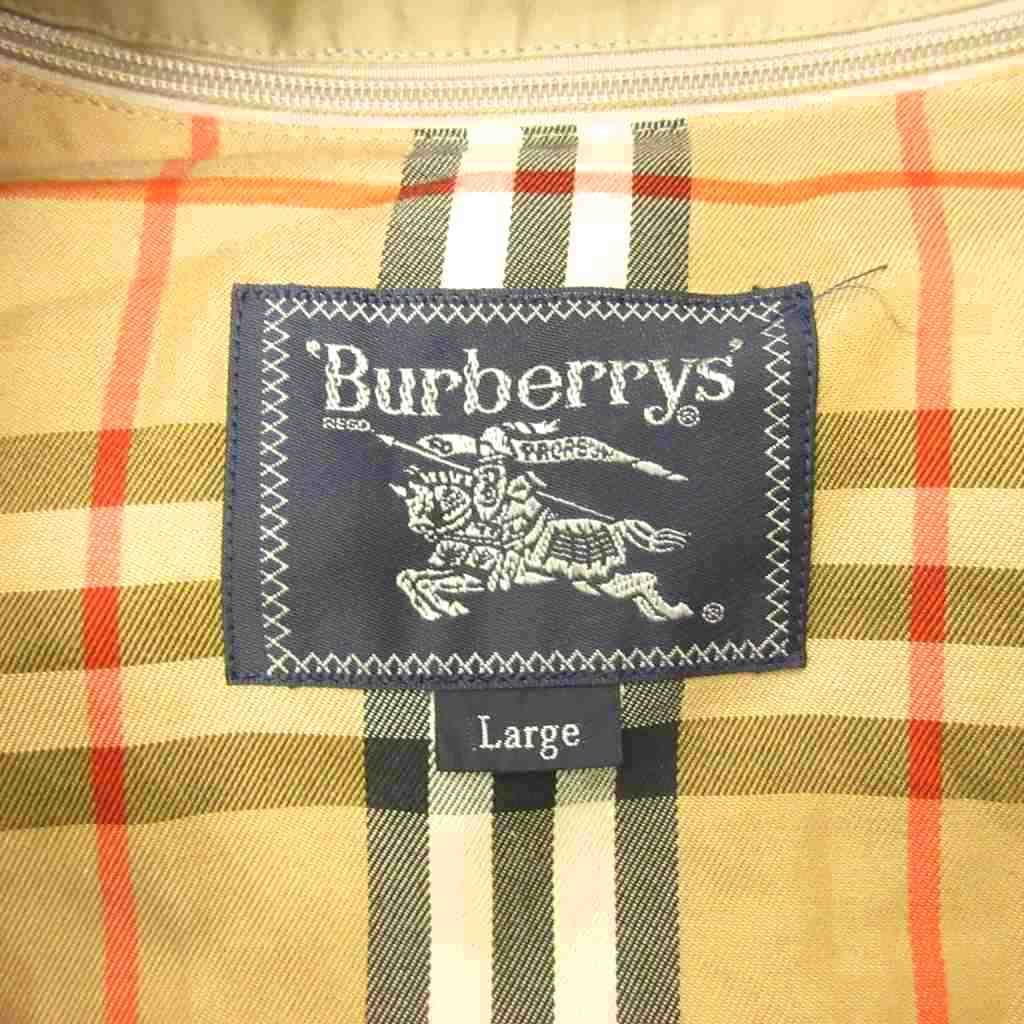 'Burberrys'
®
REGD.
PRORSUM
®
Large